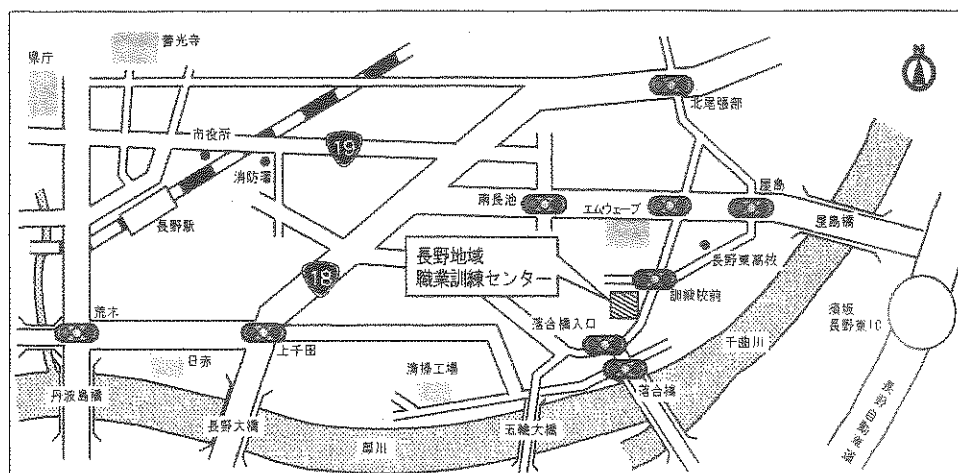 善光寺
県庁
N
北尾張部
市役所
19
消防署
南長池
エムウェーブ
屋島
屋島橋
長野駅
長野東高校
長野地域
職業訓練センター
18
訓練校前
須坂
長野東IC
荒木
落合橋入口
千曲川
上千田
日赤
清掃工場
落合橋
長野自動車道
丹波島橋
長野大橋
五輪大橋
犀川